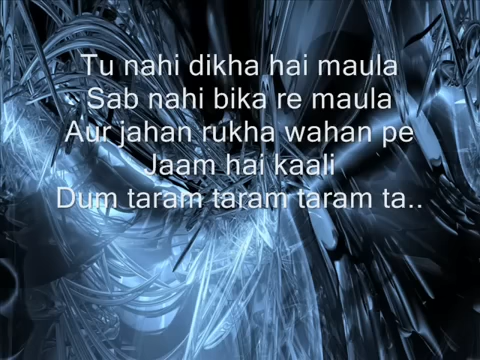 Tu nahi dikha hai maula
Sab nahi bika re maula
Aur jahan rukha wahan pe
Jaam hai kaali
Dum taram taram taram ta..